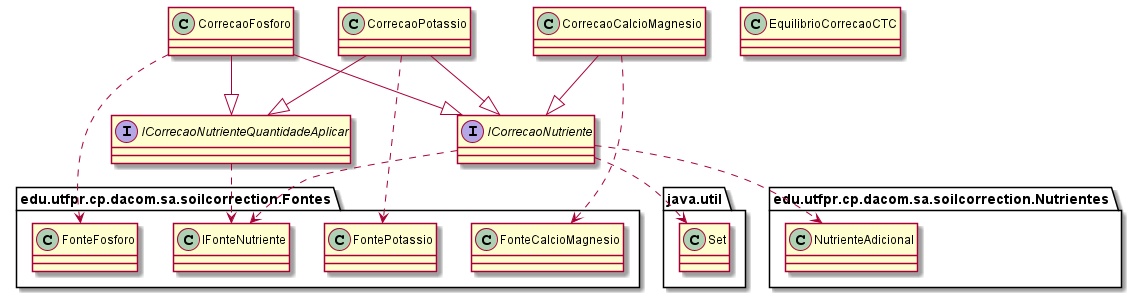 C CorrecaoFosforo
C CorrecaoPotassio
C CorrecaoCalcioMagnesio
C EquilibrioCorrecaoCTC
I ICorrecaoNutrienteQuantidadeAplicar
I ICorrecaoNutriente
edu.utfpr.cp.dacom.sa.soilcorrection.Fontes
java.util
edu.utfpr.cp.dacom.sa.soilcorrection.Nutrientes
C FonteFosforo
C IFonteNutriente
C FontePotassio
C FonteCalcioMagnesio
C Set
C NutrienteAdicional